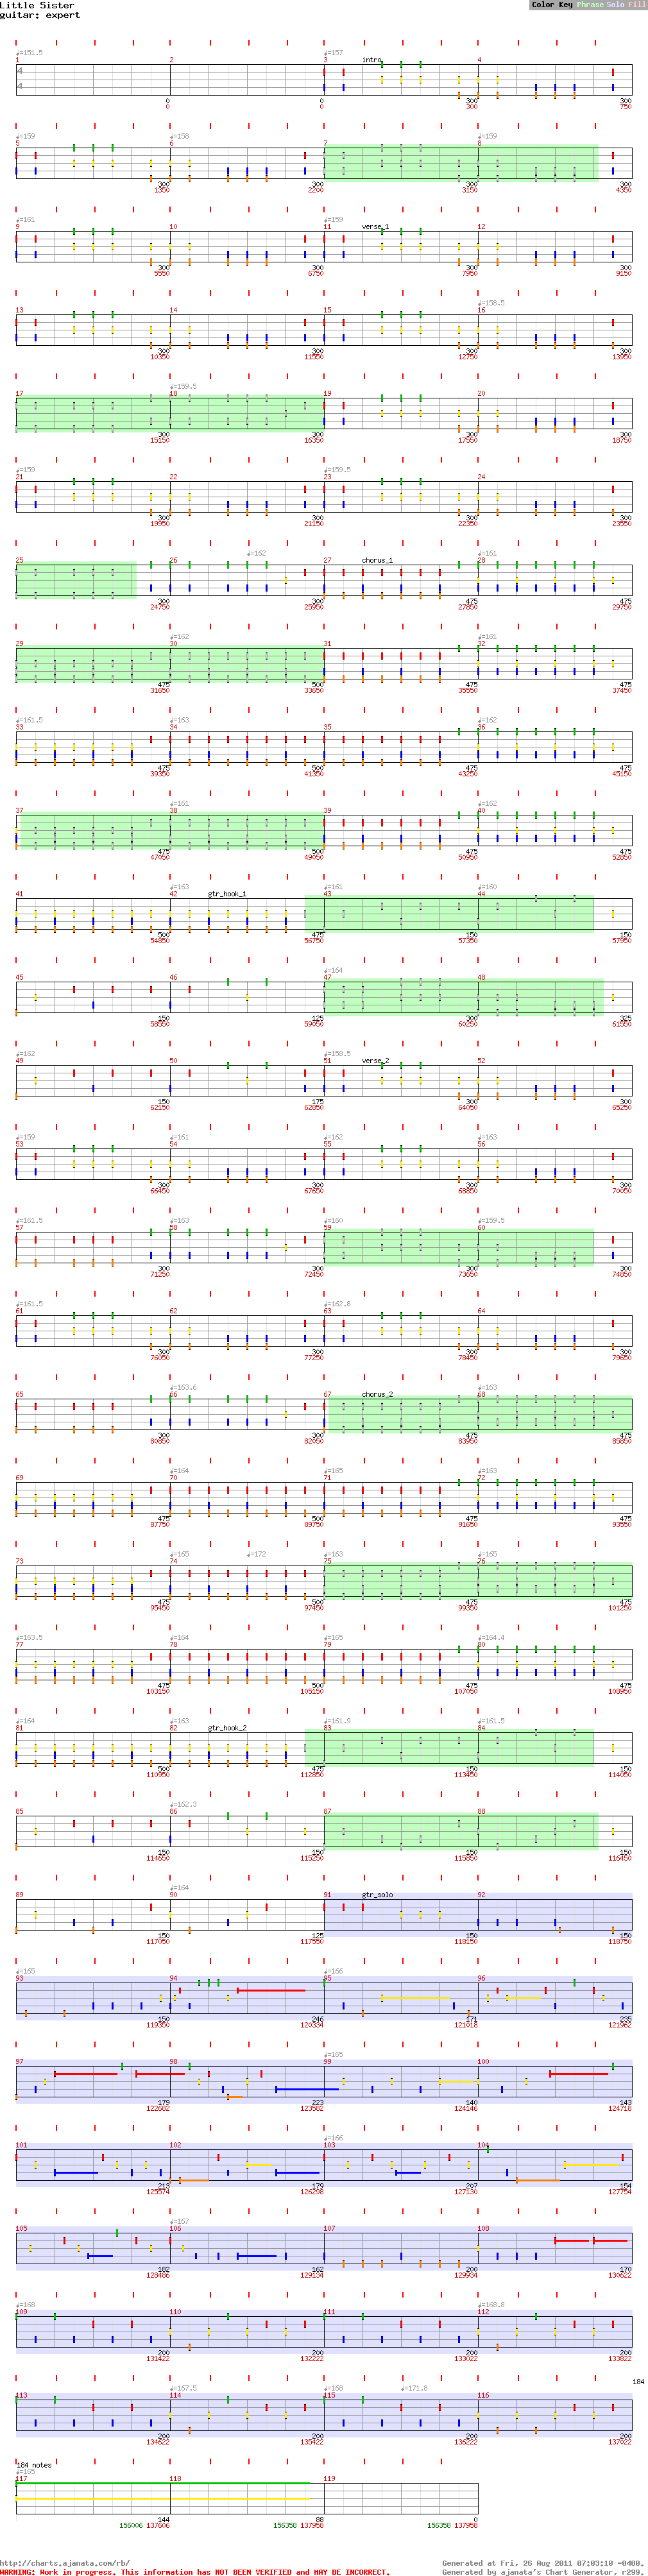 Little Sister
guitar: expert
Color Key Phrase Solo Fill
♩=151.5 ♩=157
1 2 3 intro 4
4
4
0 0 300 300
0 0 300 750
♩=159 ♩=158 ♩=159
5 6 7 8
300 300 300 300
1350 2200 3150 4350
♩=161 ♩=159
9 10 11 verse_1 12
300 300 300 300
5550 6750 7950 9150
♩=158.5
13 14 15 16
300 300 300 300
10350 11550 12750 13950
♩=159.5
17 18 19 20
300 300 300 300
15150 16350 17550 18750
♩=159 ♩=159.5
21 22 23 24
300 300 300 300
19950 21150 22350 23550
♩=162 ♩=161
25 26 27 chorus_1 28
300 300 475 475
24750 25950 27850 29750
♩=162 ♩=161
29 30 31 32
475 500 475 475
31650 33650 35550 37450
♩=161.5 ♩=163 ♩=162
33 34 35 36
475 500 475 475
39350 41350 43250 45150
♩=161 ♩=162
37 38 39 40
475 500 475 475
47050 49050 50950 52850
♩=163 ♩=161 ♩=160
41 42 gtr_hook_1 43 44
500 475 150 150
54850 56750 57350 57950
♩=164
45 46 47 48
150 125 300 325
58550 59050 60250 61550
♩=162 ♩=158.5
49 50 51 verse_2 52
150 175 300 300
62150 62850 64050 65250
♩=159 ♩=161 ♩=162 ♩=163
53 54 55 56
300 300 300 300
66450 67650 68850 70050
♩=161.5 ♩=163 ♩=160 ♩=159.5
57 58 59 60
300 300 300 300
71250 72450 73650 74850
♩=161.5 ♩=162.8
61 62 63 64
300 300 300 300
76050 77250 78450 79650
♩=163.6 ♩=163
65 66 67 chorus_2 68
300 300 475 475
80850 82050 83950 85850
♩=164 ♩=165 ♩=163
69 70 71 72
475 500 475 475
87750 89750 91650 93550
♩=165 ♩=172 ♩=163 ♩=165
73 74 75 76
475 500 475 475
95450 97450 99350 101250
♩=163.5 ♩=164 ♩=165 ♩=164.4
77 78 79 80
475 500 475 475
103150 105150 107050 108950
♩=164 ♩=163 ♩=161.9 ♩=161.5
81 82 gtr_hook_2 83 84
500 475 150 150
110950 112850 113450 114050
♩=162.3
85 86 87 88
150 150 150 150
114650 115250 115850 116450
♩=164
89 90 91 gtr_solo 92
150 125 150 150
117050 117550 118150 118750
♩=165 ♩=166
93 94 95 96
150 246 171 235
119350 120334 121018 121962
♩=165
97 98 99 100
179 223 140 143
122682 123582 124146 124718
♩=166
101 102 103 104
213 179 207 154
125574 126298 127130 127754
♩=167
105 106 107 108
182 162 200 170
128486 129134 129934 130622
♩=168 ♩=168.8
109 110 111 112
200 200 200 200
131422 132222 133022 133822
184
♩=167.5 ♩=168 ♩=171.8
113 114 115 116
200 200 200 200
134622 135422 136222 137022
184 notes
♩=165
117 118 119
144 88 0
156006 137606 156358 137958 156358 137958
http://charts.ajanata.com/rb/
Generated at Fri, 26 Aug 2011 07:03:10 -0400.
WARNING: Work in progress. This information has NOT BEEN VERIFIED and MAY BE INCORRECT.
Generated by ajanata's Chart Generator, r299.